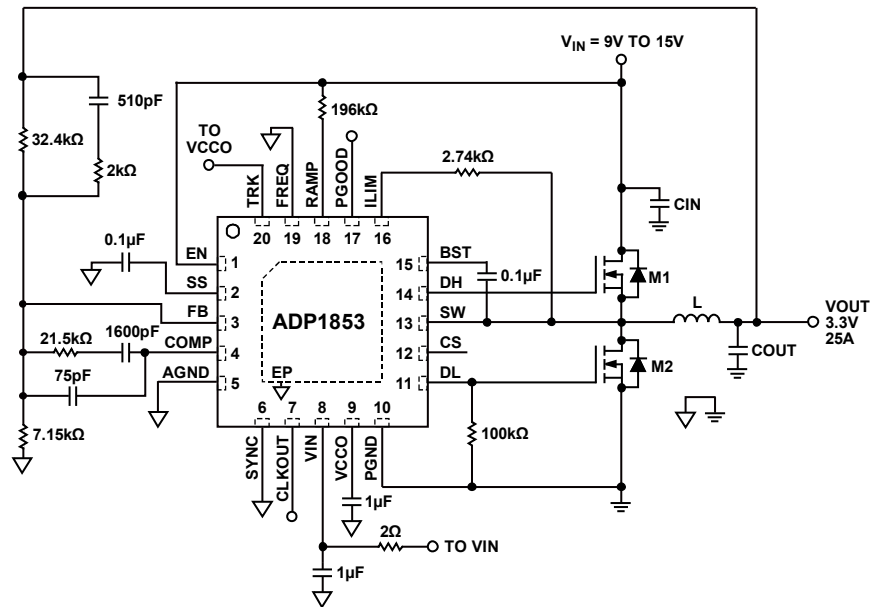 V_IN = 9V TO 15V
510pF
32.4kΩ
2kΩ
TO
VCCO
196kΩ
2.74kΩ
TRK
FREQ
RAMP
PGOOD
ILIM
CIN
20
19
18
17
16
0.1µF
EN
1
SS
2
FB
3
1600pF
21.5kΩ
COMP
4
75pF
AGND
5
7.15kΩ
ADP1853
EP
15
BST
0.1µF
14
DH
M1
13
SW
L
VOUT
3.3V
25A
12
CS
COUT
11
DL
M2
6
7
8
9
10
100kΩ
SYNC
CLKOUT
VIN
VCCO
PGND
1µF
2Ω
TO VIN
1µF